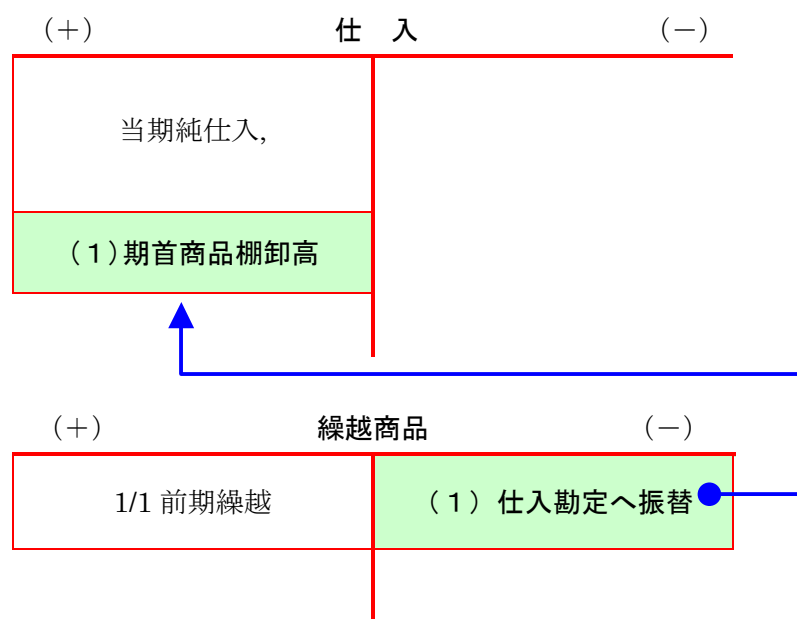 （＋） 仕　入 （－）
当期純仕入,
（１）期首商品棚卸高
（＋） 繰越商品 （－）
1/1 前期繰越 （１） 仕入勘定へ振替